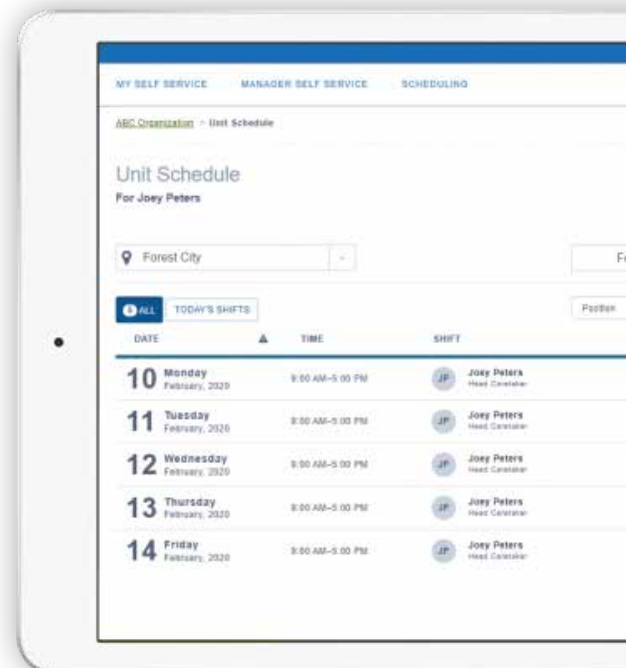 MY SELF SERVICE MANAGER SELF SERVICE SCHEDULING
ABC Organization > Unit Schedule
Unit Schedule
For Joey Peters
Forest City
ALL TODAY'S SHIFTS Position
DATE TIME SHIFT
10 Monday
February, 2020
9:00 AM–5:00 PM
JP Joey Peters
Head Caretaker
11 Tuesday
February, 2020
9:00 AM–5:00 PM
JP Joey Peters
Head Caretaker
12 Wednesday
February, 2020
9:00 AM–5:00 PM
JP Joey Peters
Head Caretaker
13 Thursday
February, 2020
9:00 AM–5:00 PM
JP Joey Peters
Head Caretaker
14 Friday
February, 2020
9:00 AM–5:00 PM
JP Joey Peters
Head Caretaker